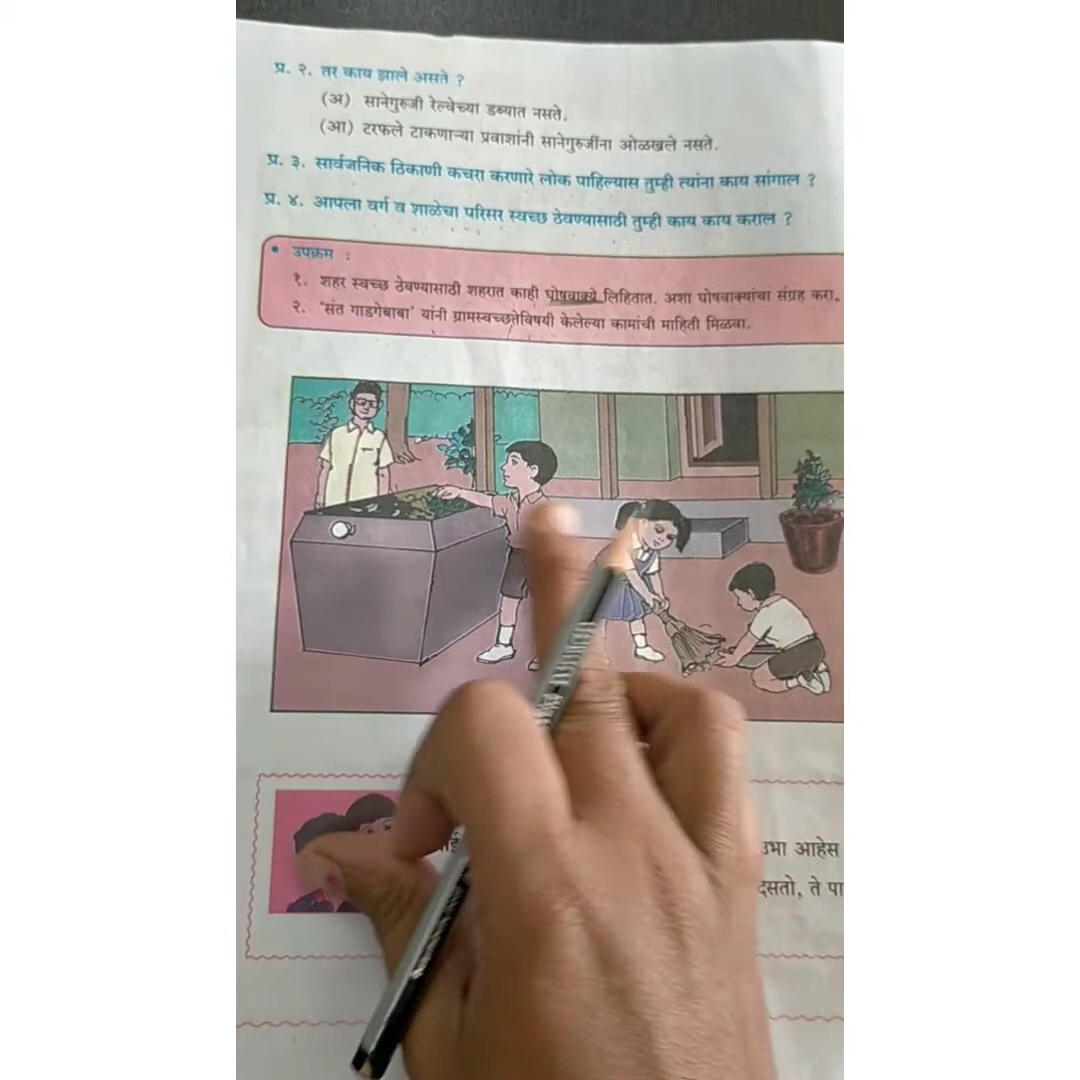 प्र. २. तर काय झाले असते ?
(अ) सानेगुरुजी रेल्वेच्या डब्यात नसते.
(आ) टरफले टाकणाऱ्या प्रवाशांनी सानेगुरुजींना ओळखले नसते.
प्र. ३. सार्वजनिक ठिकाणी कचरा करणारे लोक पाहिल्यास तुम्ही त्यांना काय सांगाल ?
प्र. ४. आपला वर्ग व शाळेचा परिसर स्वच्छ ठेवण्यासाठी तुम्ही काय काय कराल ?
• उपक्रम :
१. शहर स्वच्छ ठेवण्यासाठी शहरात काही घोषवाक्ये लिहितात. अशा घोषवाक्यांचा संग्रह करा.
२. 'संत गाडगेबाबा' यांनी ग्रामस्वच्छतेविषयी केलेल्या कामांची माहिती मिळवा.
उभा आहेस
ते पा